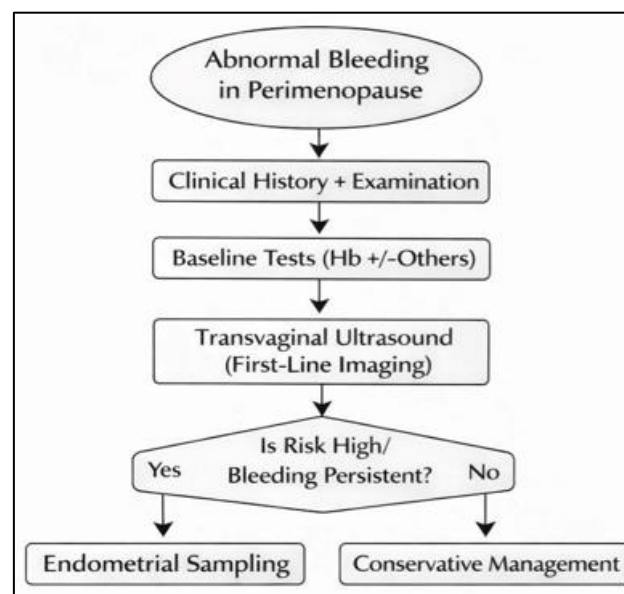 Abnormal Bleeding
in Perimenopause
Clinical History + Examination
Baseline Tests (Hb +/-Others)
Transvaginal Ultrasound
(First-Line Imaging)
Is Risk High/
Yes Bleeding Persistent? No
Endometrial Sampling
Conservative Management